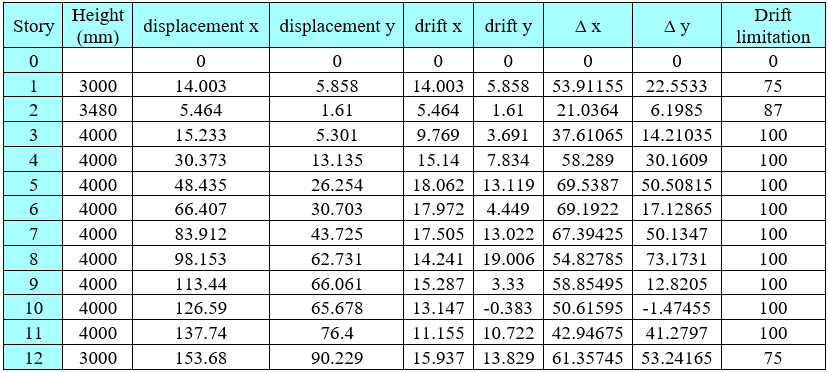 Story Height (mm) displacement x displacement y drift x drift y Δ x Δ y Drift limitation
0 0 0 0 0 0 0 0
1 3000 14.003 5.858 14.003 5.858 53.91155 22.5533 75
2 3480 5.464 1.61 5.464 1.61 21.0364 6.1985 87
3 4000 15.233 5.301 9.769 3.691 37.61065 14.21035 100
4 4000 30.373 13.135 15.14 7.834 58.289 30.1609 100
5 4000 48.435 26.254 18.062 13.119 69.5387 50.50815 100
6 4000 66.407 30.703 17.972 4.449 69.1922 17.12865 100
7 4000 83.912 43.725 17.505 13.022 67.39425 50.1347 100
8 4000 98.153 62.731 14.241 19.006 54.82785 73.1731 100
9 4000 113.44 66.061 15.287 3.33 58.85495 12.8205 100
10 4000 126.59 65.678 13.147 -0.383 50.61595 -1.47455 100
11 4000 137.74 76.4 11.155 10.722 42.94675 41.2797 100
12 3000 153.68 90.229 15.937 13.829 61.35745 53.24165 75